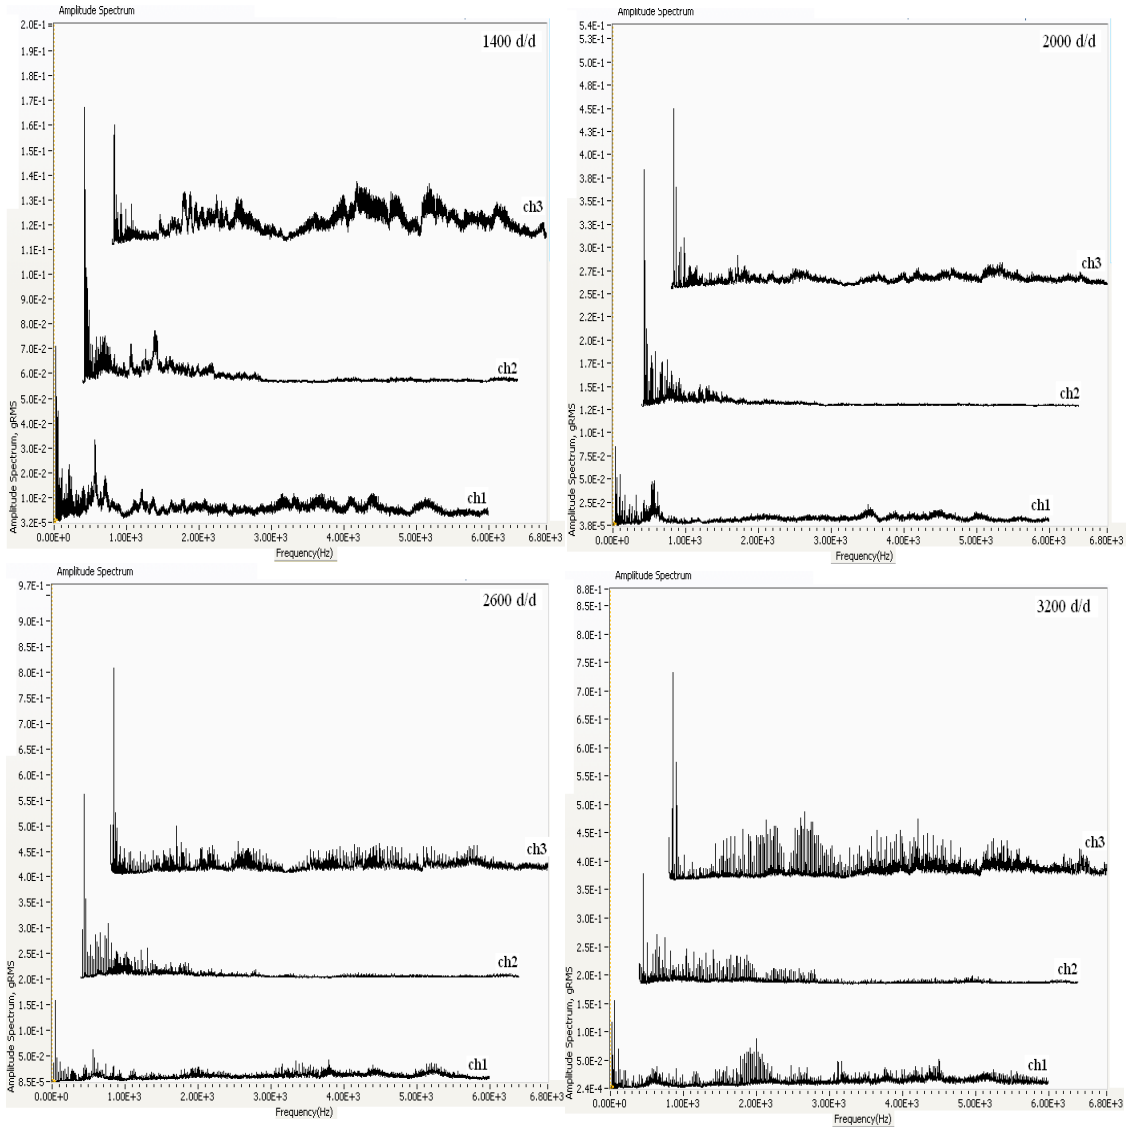 Amplitude Spectrum
1400 d/d
2.0E-1
1.9E-1
1.8E-1
1.7E-1
1.6E-1
1.5E-1
1.4E-1
1.3E-1
1.2E-1
1.1E-1
1.0E-1
9.0E-2
8.0E-2
7.0E-2
6.0E-2
5.0E-2
4.0E-2
3.0E-2
2.0E-2
1.0E-2
3.2E-5
Amplitude Spectrum, gRMS
ch3
ch2
ch1
0.00E+0 1.00E+3 2.00E+3 3.00E+3 4.00E+3 5.00E+3 6.00E+3 6.80E+3
Frequency(Hz)
Amplitude Spectrum
2000 d/d
5.4E-1
5.3E-1
5.0E-1
4.8E-1
4.5E-1
4.3E-1
4.0E-1
3.8E-1
3.5E-1
3.3E-1
3.0E-1
2.7E-1
2.5E-1
2.2E-1
2.0E-1
1.7E-1
1.5E-1
1.2E-1
1.0E-1
7.5E-2
5.0E-2
2.5E-2
3.8E-5
Amplitude Spectrum, gRMS
ch3
ch2
ch1
0.00E+0 1.00E+3 2.00E+3 3.00E+3 4.00E+3 5.00E+3 6.00E+3 6.80E+3
Frequency(Hz)
Amplitude Spectrum
2600 d/d
9.7E-1
9.0E-1
8.5E-1
8.0E-1
7.5E-1
7.0E-1
6.5E-1
6.0E-1
5.5E-1
5.0E-1
4.5E-1
4.0E-1
3.5E-1
3.0E-1
2.5E-1
2.0E-1
1.5E-1
1.0E-1
5.0E-2
8.5E-5
Amplitude Spectrum, gRMS
ch3
ch2
ch1
0.00E+0 1.00E+3 2.00E+3 3.00E+3 4.00E+3 5.00E+3 6.00E+3 6.80E+3
Frequency(Hz)
Amplitude Spectrum
3200 d/d
8.8E-1
8.5E-1
8.0E-1
7.5E-1
7.0E-1
6.5E-1
6.0E-1
5.5E-1
5.0E-1
4.5E-1
4.0E-1
3.5E-1
3.0E-1
2.5E-1
2.0E-1
1.5E-1
1.0E-1
5.0E-2
2.4E-4
Amplitude Spectrum, gRMS
ch3
ch2
ch1
0.00E+0 1.00E+3 2.00E+3 3.00E+3 4.00E+3 5.00E+3 6.00E+3 6.80E+3
Frequency(Hz)